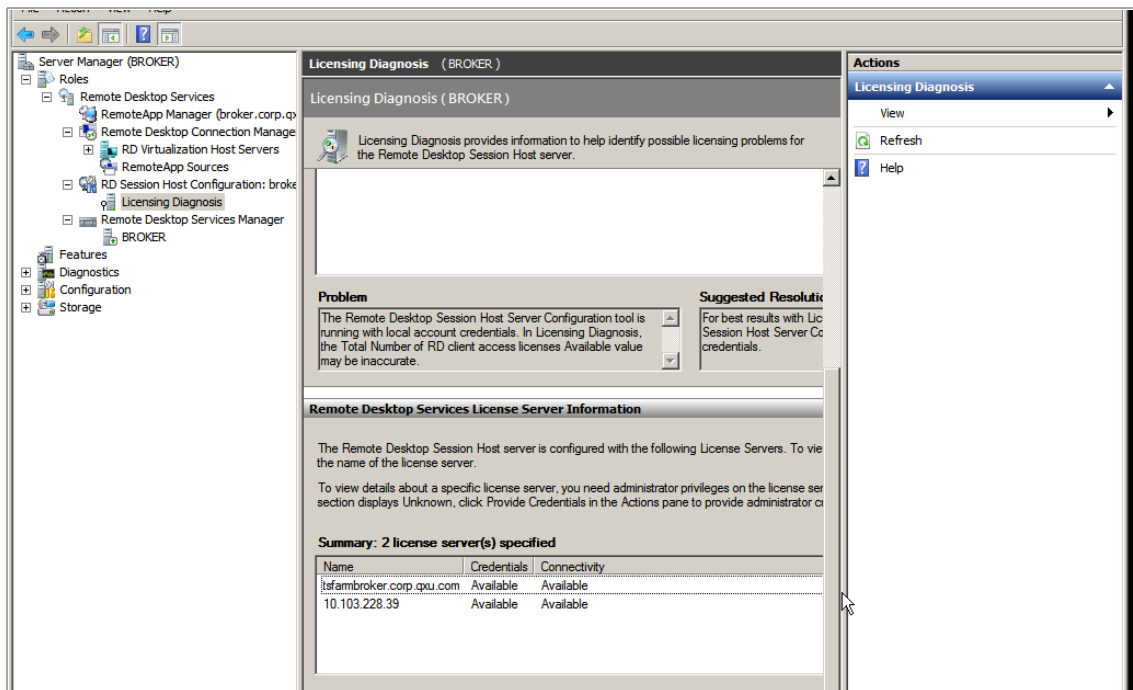 File Action View Help
Server Manager (BROKER)
Roles
Remote Desktop Services
RemoteApp Manager (broker.corp.qx
Remote Desktop Connection Manage
RD Virtualization Host Servers
RemoteApp Sources
RD Session Host Configuration: broke
Licensing Diagnosis
Remote Desktop Services Manager
BROKER
Features
Diagnostics
Configuration
Storage
Licensing Diagnosis (BROKER)
Licensing Diagnosis ( BROKER )
Licensing Diagnosis provides information to help identify possible licensing problems for
the Remote Desktop Session Host server.
Problem
The Remote Desktop Session Host Server Configuration tool is
running with local account credentials. In Licensing Diagnosis,
the Total Number of RD client access licenses Available value
may be inaccurate.
Suggested Resolutio
For best results with Lic
Session Host Server Co
credentials.
Remote Desktop Services License Server Information
The Remote Desktop Session Host server is configured with the following License Servers. To vie
the name of the license server.
To view details about a specific license server, you need administrator privileges on the license ser
section displays Unknown, click Provide Credentials in the Actions pane to provide administrator cr
Summary: 2 license server(s) specified
Name Credentials Connectivity
tsfarmbroker.corp.qxu.com Available Available
10.103.228.39 Available Available
Actions
Licensing Diagnosis
View
Refresh
Help